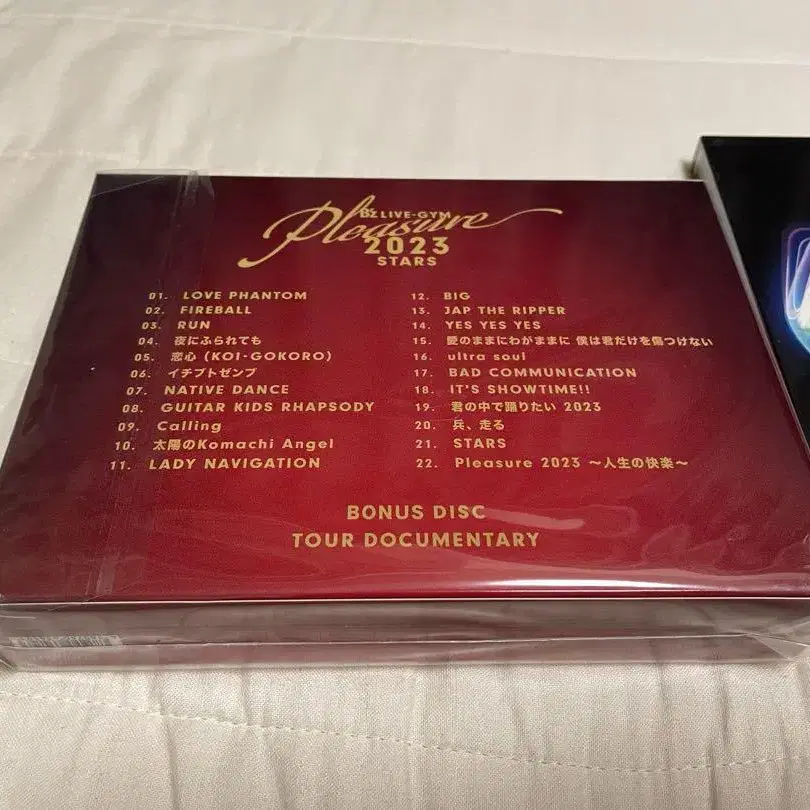 B'z LIVE-GYM
Pleasure
2023
STARS
01. LOVE PHANTOM
02. FIREBALL
03. RUN
04. 夜にふられても
05. 恋心 (KOI-GOKORO)
06. イチブトゼンブ
07. NATIVE DANCE
08. GUITAR KIDS RHAPSODY
09. Calling
10. 太陽のKomachi Angel
11. LADY NAVIGATION
12. BIG
13. JAP THE RIPPER
14. YES YES YES
15. 愛のままにわがままに 僕は君だけを傷つけない
16. ultra soul
17. BAD COMMUNICATION
18. IT'S SHOWTIME!!
19. 君の中で踊りたい 2023
20. 兵、走る
21. STARS
22. Pleasure 2023 〜人生の快楽〜
BONUS DISC
TOUR DOCUMENTARY